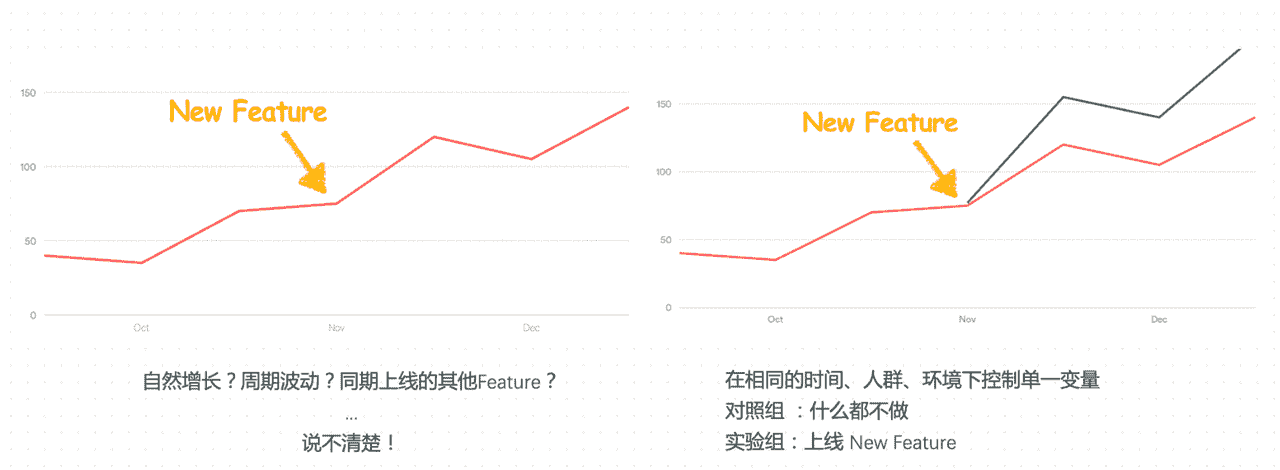 150
New Feature
100
50
0
Oct
Nov
Dec
自然增长？周期波动？同期上线的其他Feature？
...
说不清楚！
150
New Feature
100
50
0
Oct
Nov
Dec
在相同的时间、人群、环境下控制单一变量
对照组 ：什么都不做
实验组：上线 New Feature